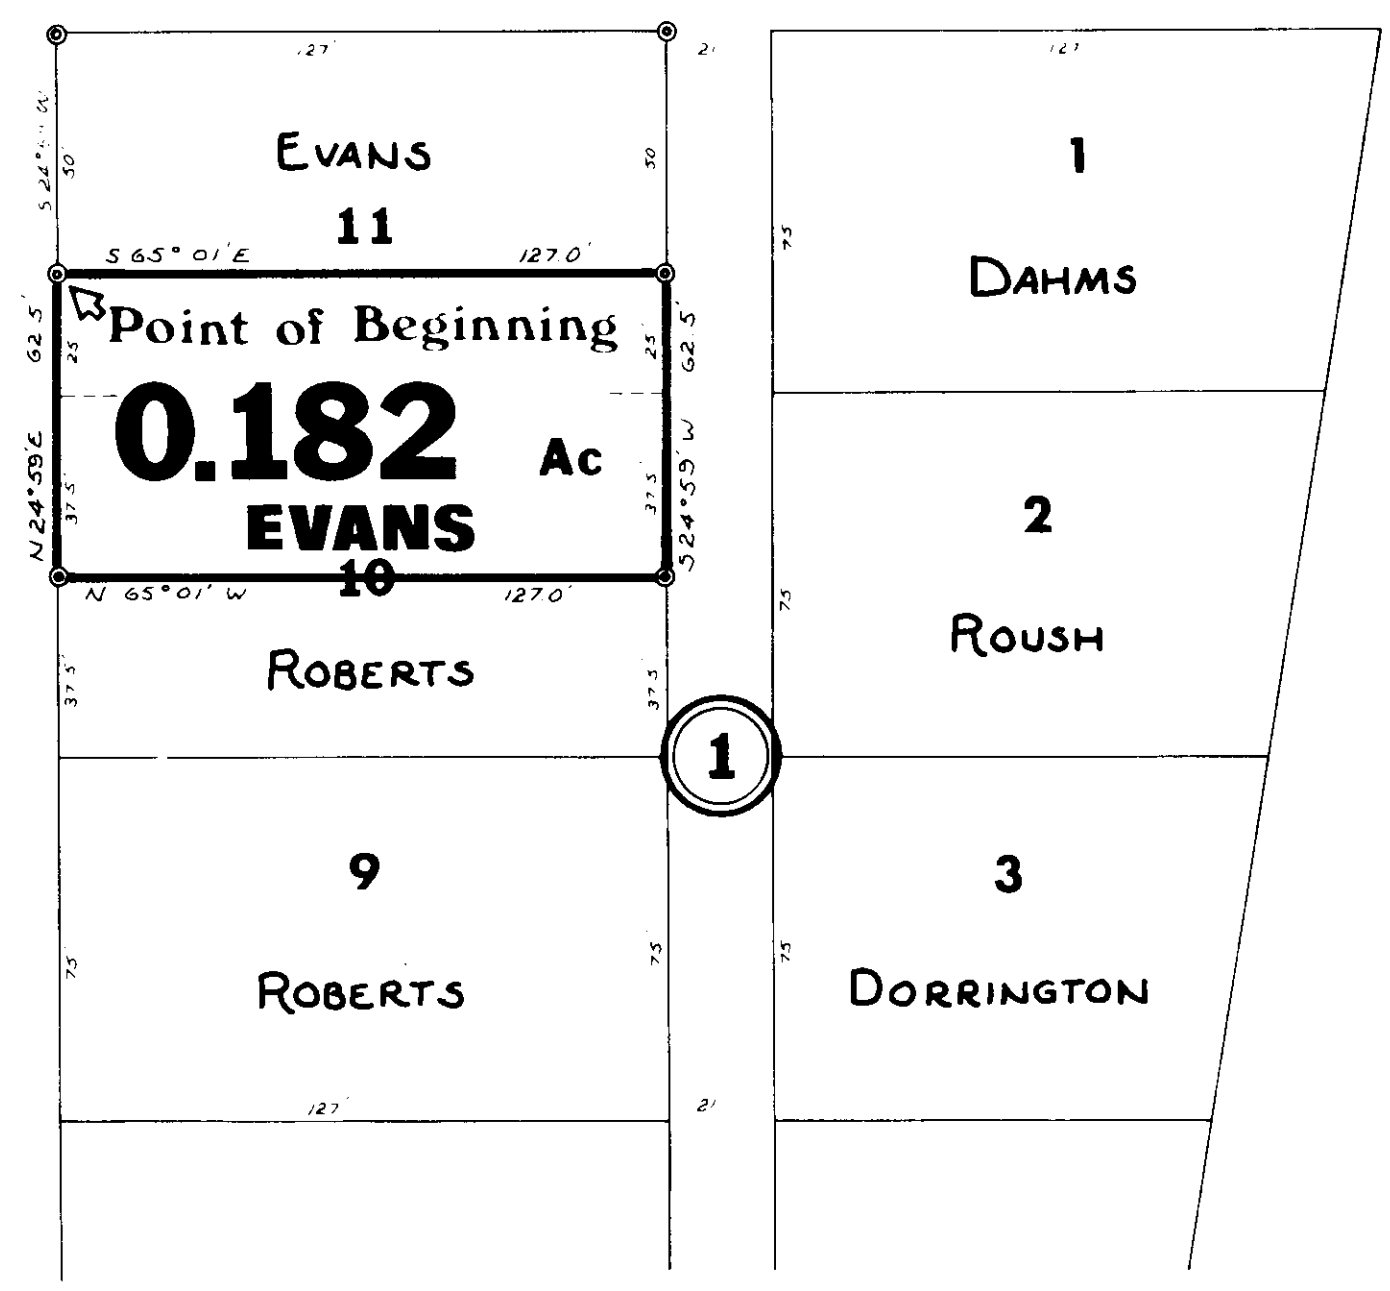 127'
21
127
S 24° W
50'
50
EVANS
11
1
75
DAHMS
S 65° 01' E
127.0'
62.5'
25
Point of Beginning
25'
62.5'
0.182 Ac
N 24° 59' E
37.5'
37.5'
S 24° 59' W
EVANS
10
N 65° 01' W
127.0'
2
75
ROUSH
37.5'
ROBERTS
37.5'
1
9
3
75
75'
75
ROBERTS
DORRINGTON
127'
21